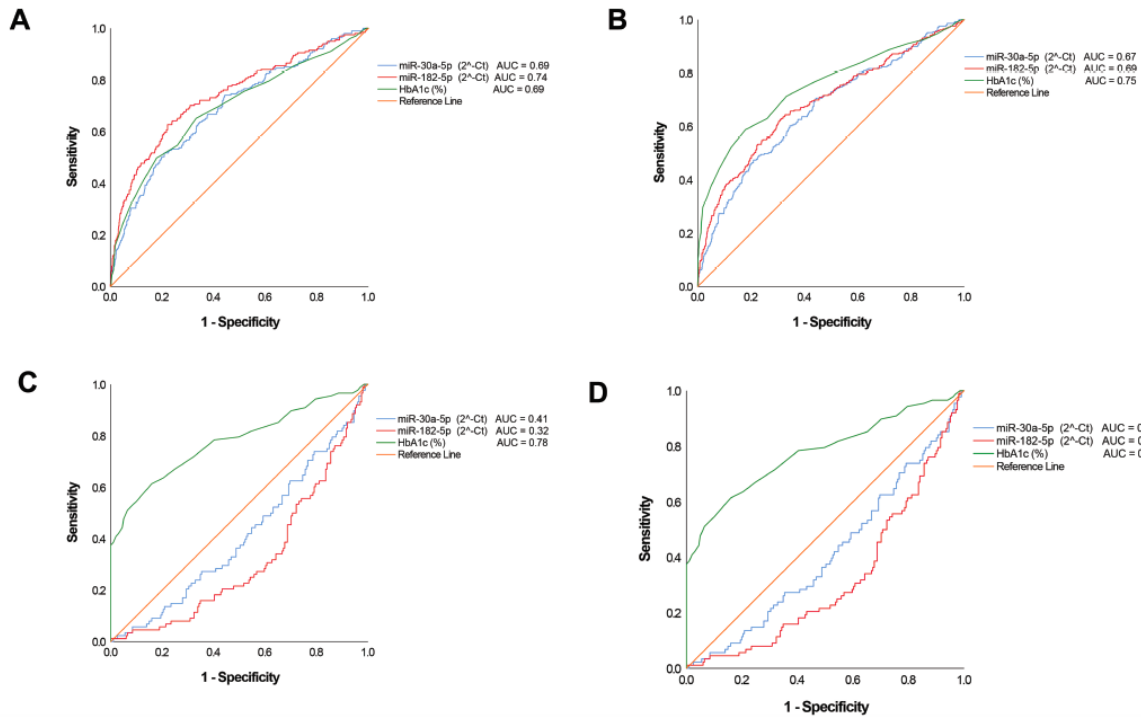 A
1.0
0.8
0.6
0.4
0.2
0.0
Sensitivity
0.0 0.2 0.4 0.6 0.8 1.0
1 - Specificity
miR-30a-5p (2^-Ct) AUC = 0.69
miR-182-5p (2^-Ct) AUC = 0.74
HbA1c (%) AUC = 0.69
Reference Line
B
1.0
0.8
0.6
0.4
0.2
0.0
Sensitivity
0.0 0.2 0.4 0.6 0.8 1.0
1 - Specificity
miR-30a-5p (2^-Ct) AUC = 0.67
miR-182-5p (2^-Ct) AUC = 0.69
HbA1c (%) AUC = 0.75
Reference Line
C
1.0
0.8
0.6
0.4
0.2
0.0
Sensitivity
0.0 0.2 0.4 0.6 0.8 1.0
1 - Specificity
miR-30a-5p (2^-Ct) AUC = 0.41
miR-182-5p (2^-Ct) AUC = 0.32
HbA1c (%) AUC = 0.78
Reference Line
D
1.0
0.8
0.6
0.4
0.2
0.0
Sensitivity
0.0 0.2 0.4 0.6 0.8 1.0
1 - Specificity
miR-30a-5p (2^-Ct) AUC = 0
miR-182-5p (2^-Ct) AUC = 0
HbA1c (%) AUC = 0
Reference Line